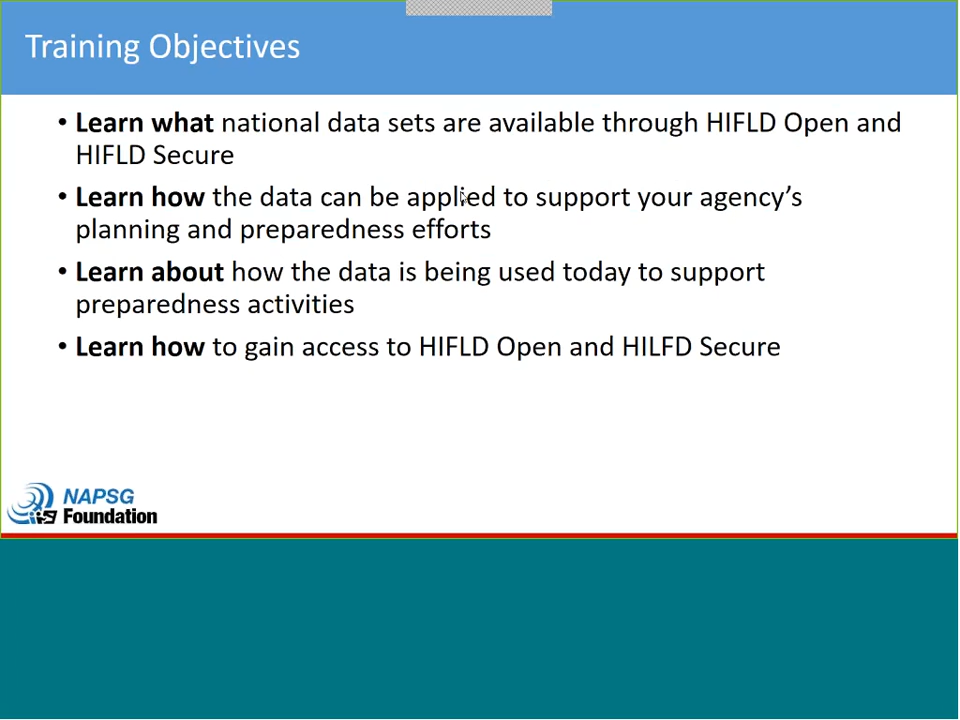 Training Objectives
• Learn what national data sets are available through HIFLD Open and
HIFLD Secure
• Learn how the data can be applied to support your agency’s
planning and preparedness efforts
• Learn about how the data is being used today to support
preparedness activities
• Learn how to gain access to HIFLD Open and HILFD Secure
NAPSG
Foundation